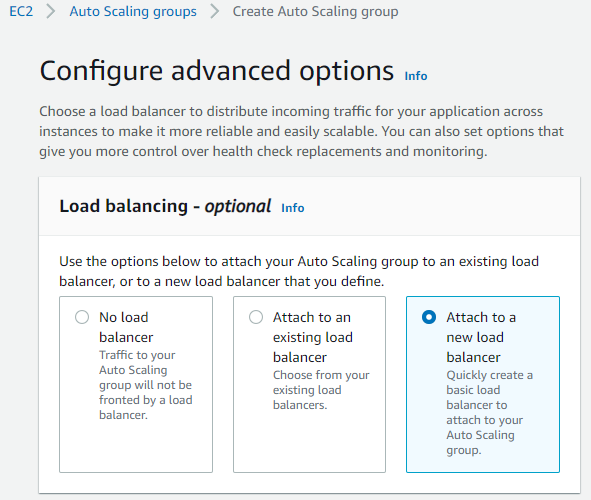 EC2 > Auto Scaling groups > Create Auto Scaling group
Configure advanced options Info
Choose a load balancer to distribute incoming traffic for your application across
instances to make it more reliable and easily scalable. You can also set options that
give you more control over health check replacements and monitoring.
Load balancing - optional Info
Use the options below to attach your Auto Scaling group to an existing load
balancer, or to a new load balancer that you define.
No load
balancer
Traffic to your
Auto Scaling
group will not be
fronted by a load
balancer.
Attach to an
existing load
balancer
Choose from your
existing load
balancers.
Attach to a
new load
balancer
Quickly create a
basic load
balancer to
attach to your
Auto Scaling
group.